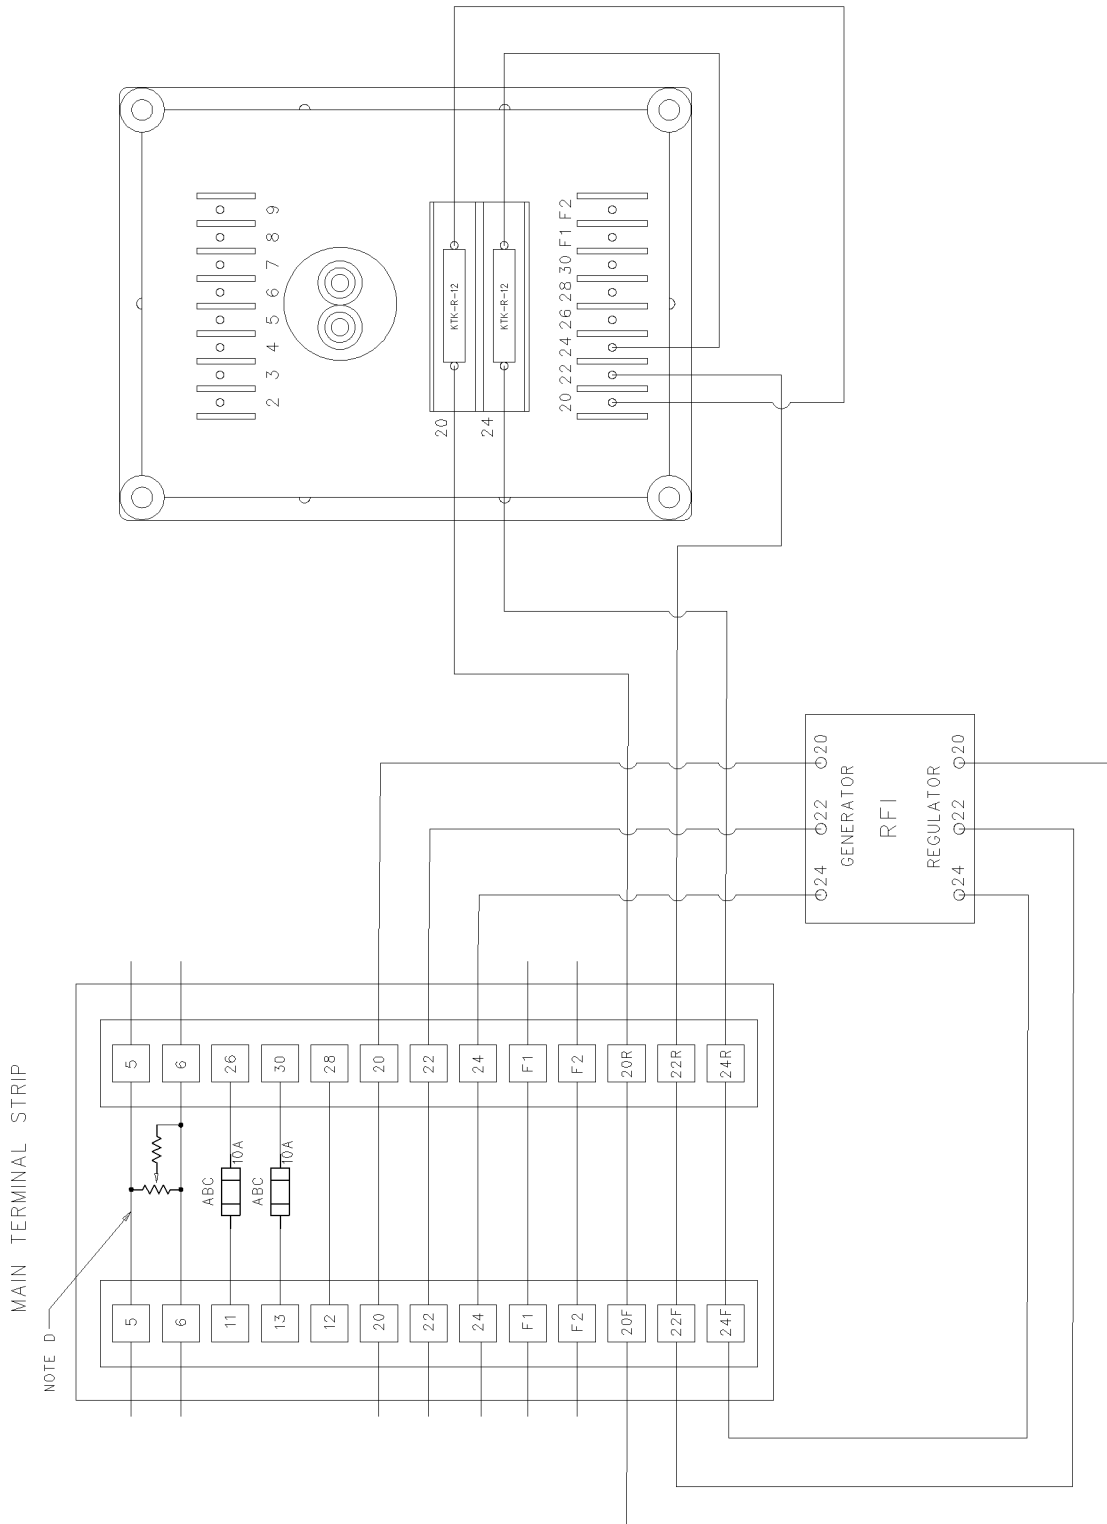 MAIN TERMINAL STRIP
NOTE D
5
6
26
30
28
20
22
24
F1
F2
20R
22R
24R
ABC
10A
ABC
10A
5
6
11
13
12
20
22
24
F1
F2
20F
22F
24F
2 3 4 5 6 7 8 9
KTK-R-12
KTK-R-12
20
24
20 22 24 26 28 30 F1 F2
24 22 20
GENERATOR
RFI
REGULATOR
24 22 20